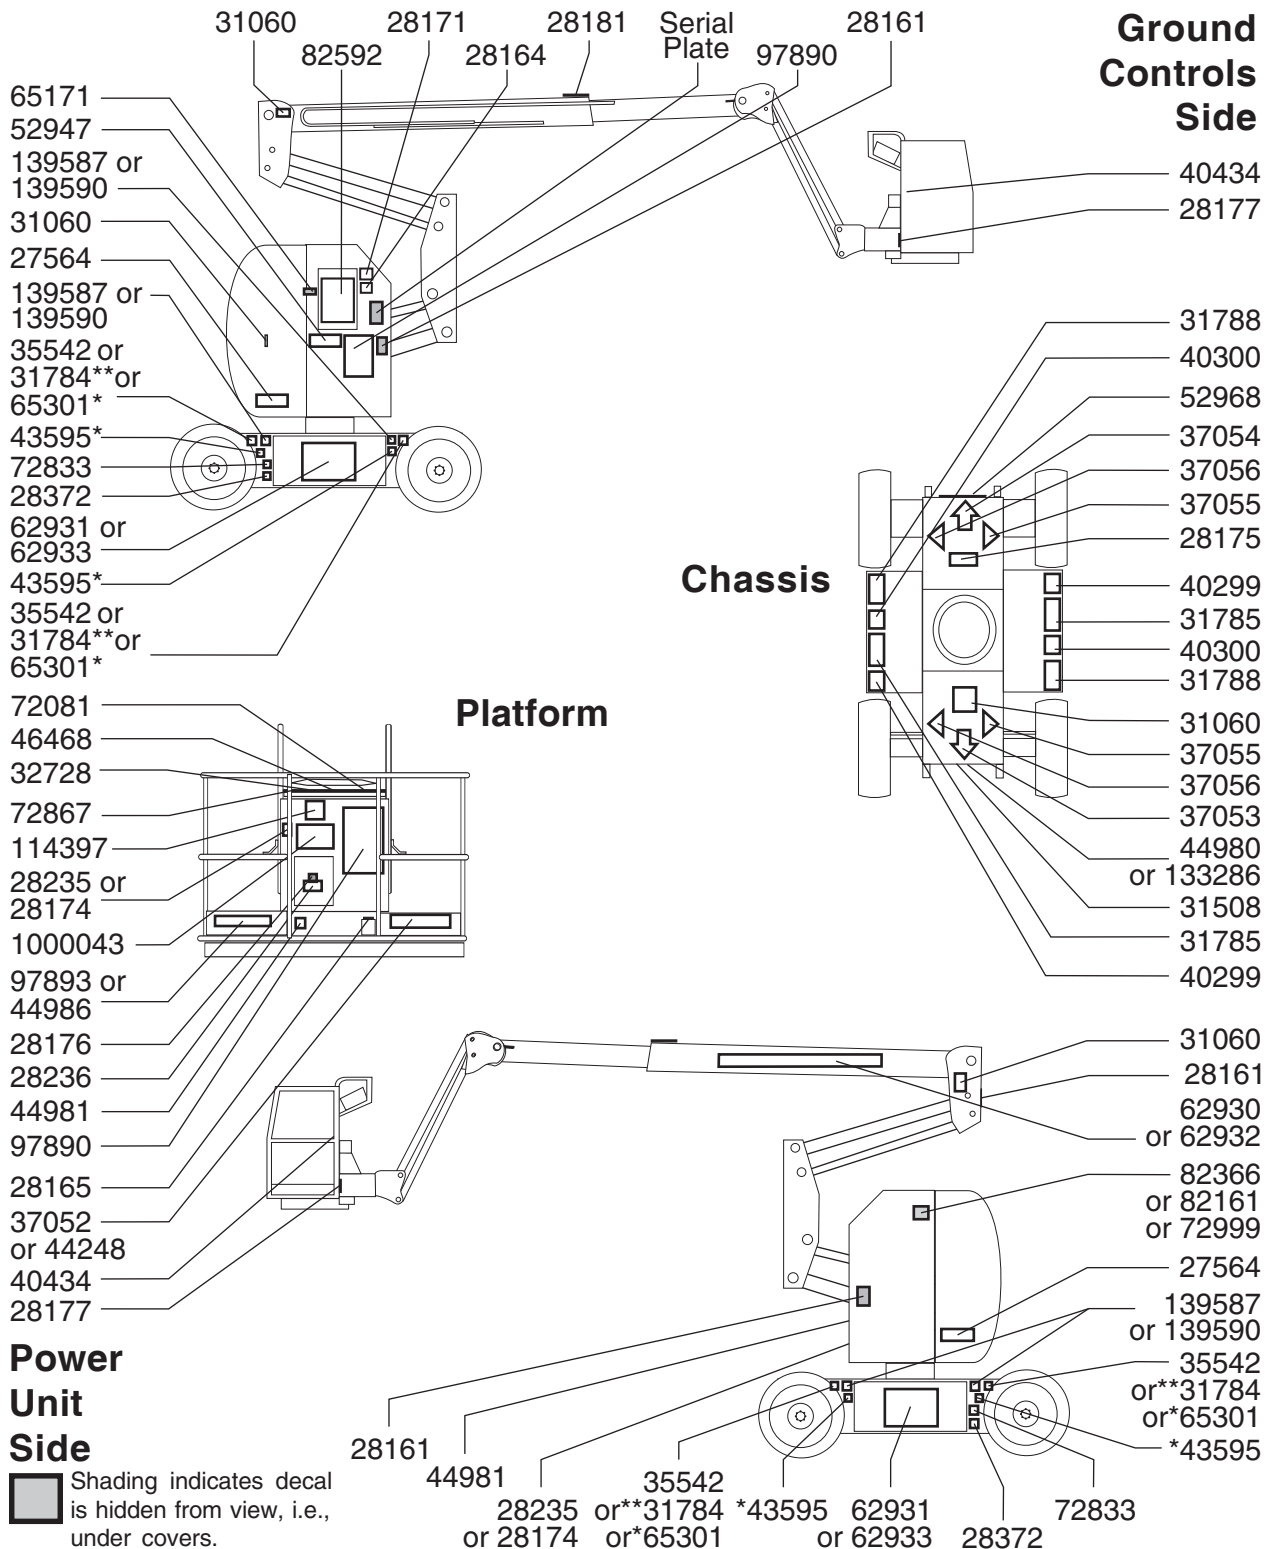 31060
28171
28181
Serial
Plate
28161
82592
28164
97890
Ground
Controls
Side
65171
52947
139587 or
139590
31060
27564
139587 or
139590
35542 or
31784**or
65301*
43595*
72833
28372
62931 or
62933
43595*
35542 or
31784**or
65301*
40434
28177
Chassis
31788
40300
52968
37054
37056
37055
28175
40299
31785
40300
31788
31060
37055
37056
37053
44980
or 133286
31508
31785
40299
Platform
72081
46468
32728
72867
114397
28235 or
28174
1000043
97893 or
44986
28176
28236
44981
97890
28165
37052
or 44248
40434
28177
31060
28161
62930
or 62932
82366
or 82161
or 72999
27564
139587
or 139590
35542
or**31784
or*65301
*43595
Power
Unit
Side
Shading indicates decal
is hidden from view, i.e.,
under covers.
28161
44981
28235
or 28174
35542
or**31784
or*65301
*43595
62931
or 62933
28372
72833